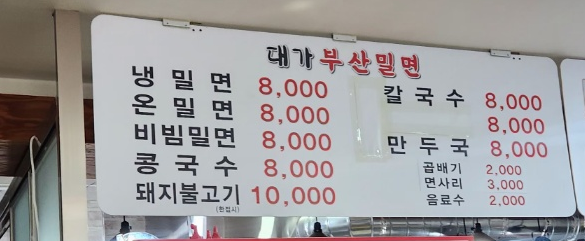 대가 부산밀면
냉밀면 8,000
온밀면 8,000
비빔밀면 8,000
콩국수 8,000
돼지불고기 10,000
(한접시)
칼국수 8,000
8,000
만두국 8,000
곱배기 2,000
면사리 3,000
음료수 2,000